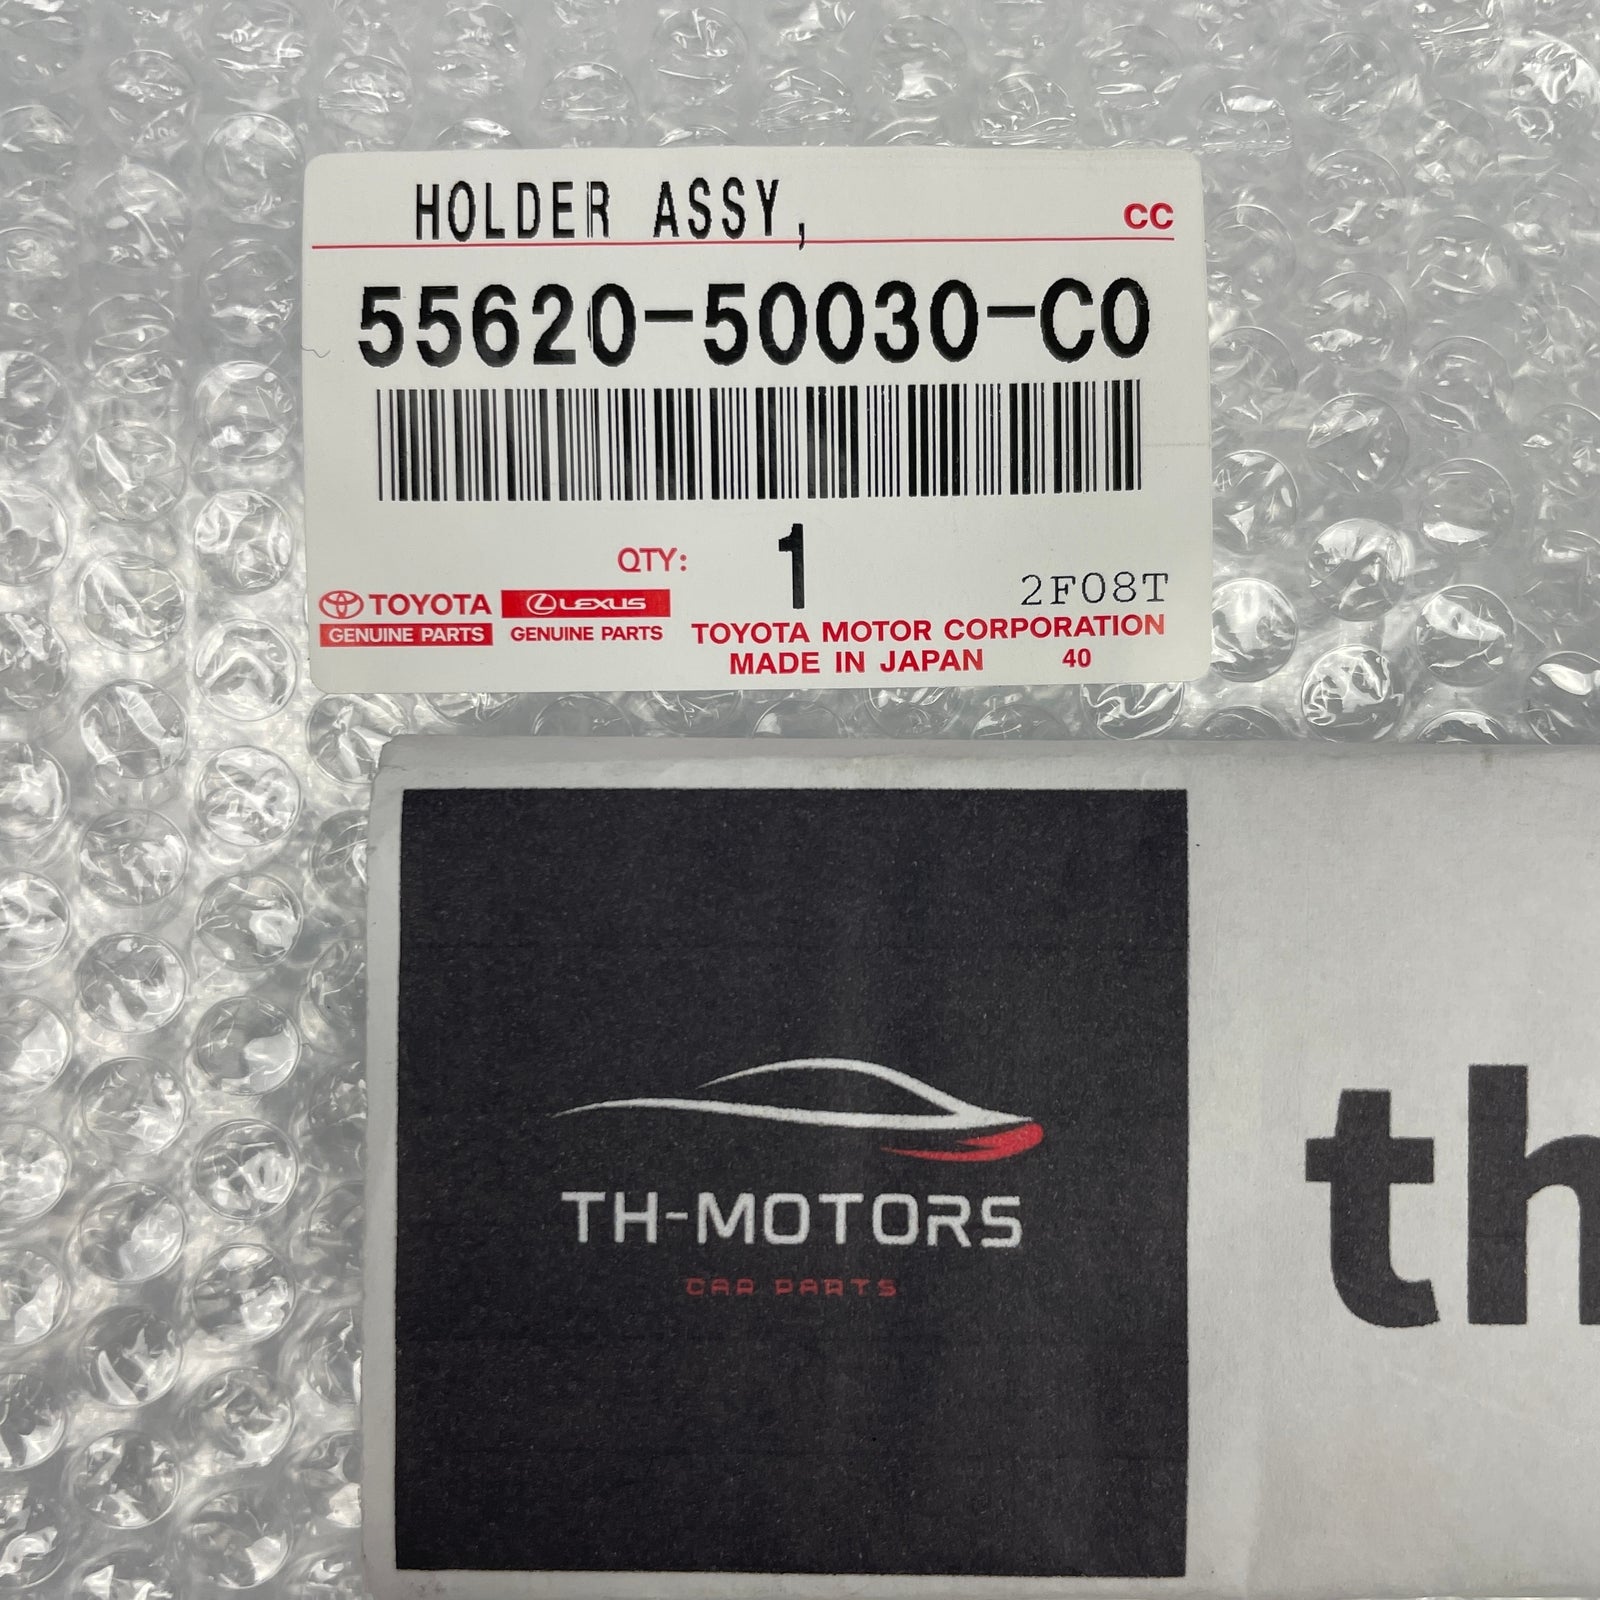 HOLDER ASSY,
CC
55620-50030-C0
QTY: 1
2F08T
TOYOTA
GENUINE PARTS
LEXUS
GENUINE PARTS
TOYOTA MOTOR CORPORATION
MADE IN JAPAN 40
TH-MOTORS
CAR PARTS
th